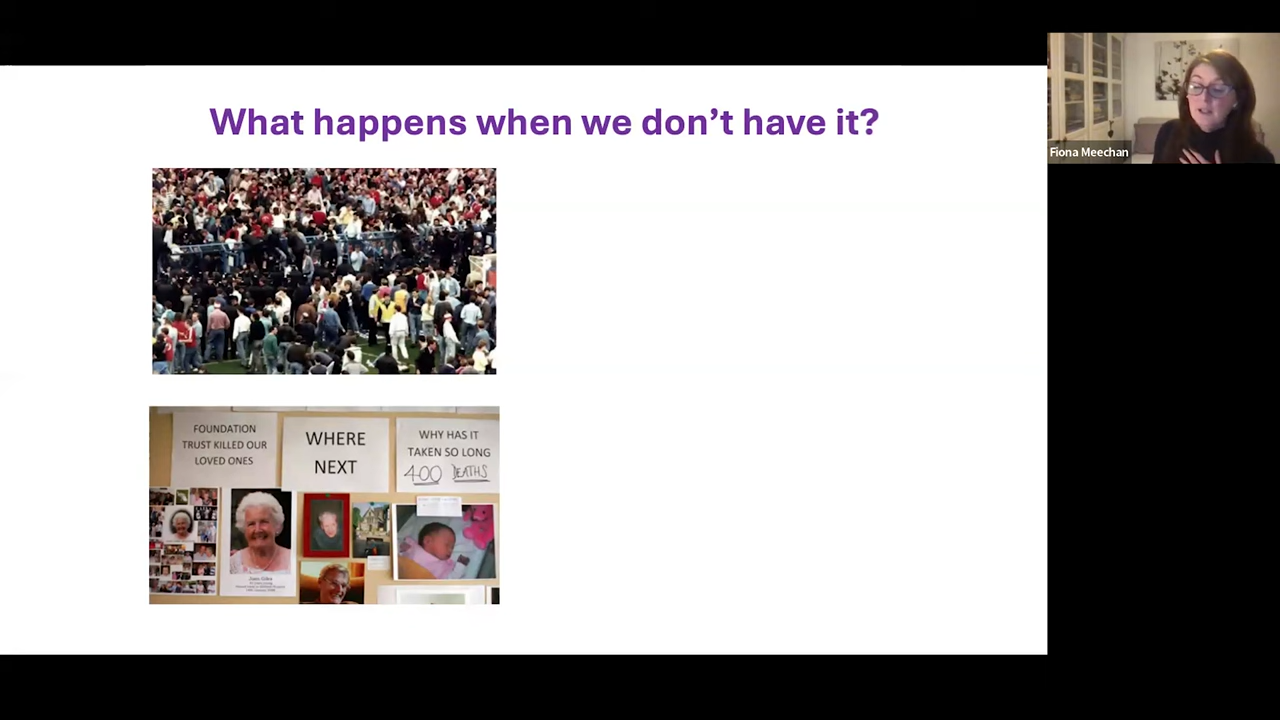 What happens when we don't have it?
Fiona Meechan
FOUNDATION
TRUST KILLED OUR
LOVED ONES
WHERE
NEXT
WHY HAS IT
TAKEN SO LONG
400 DEATHS